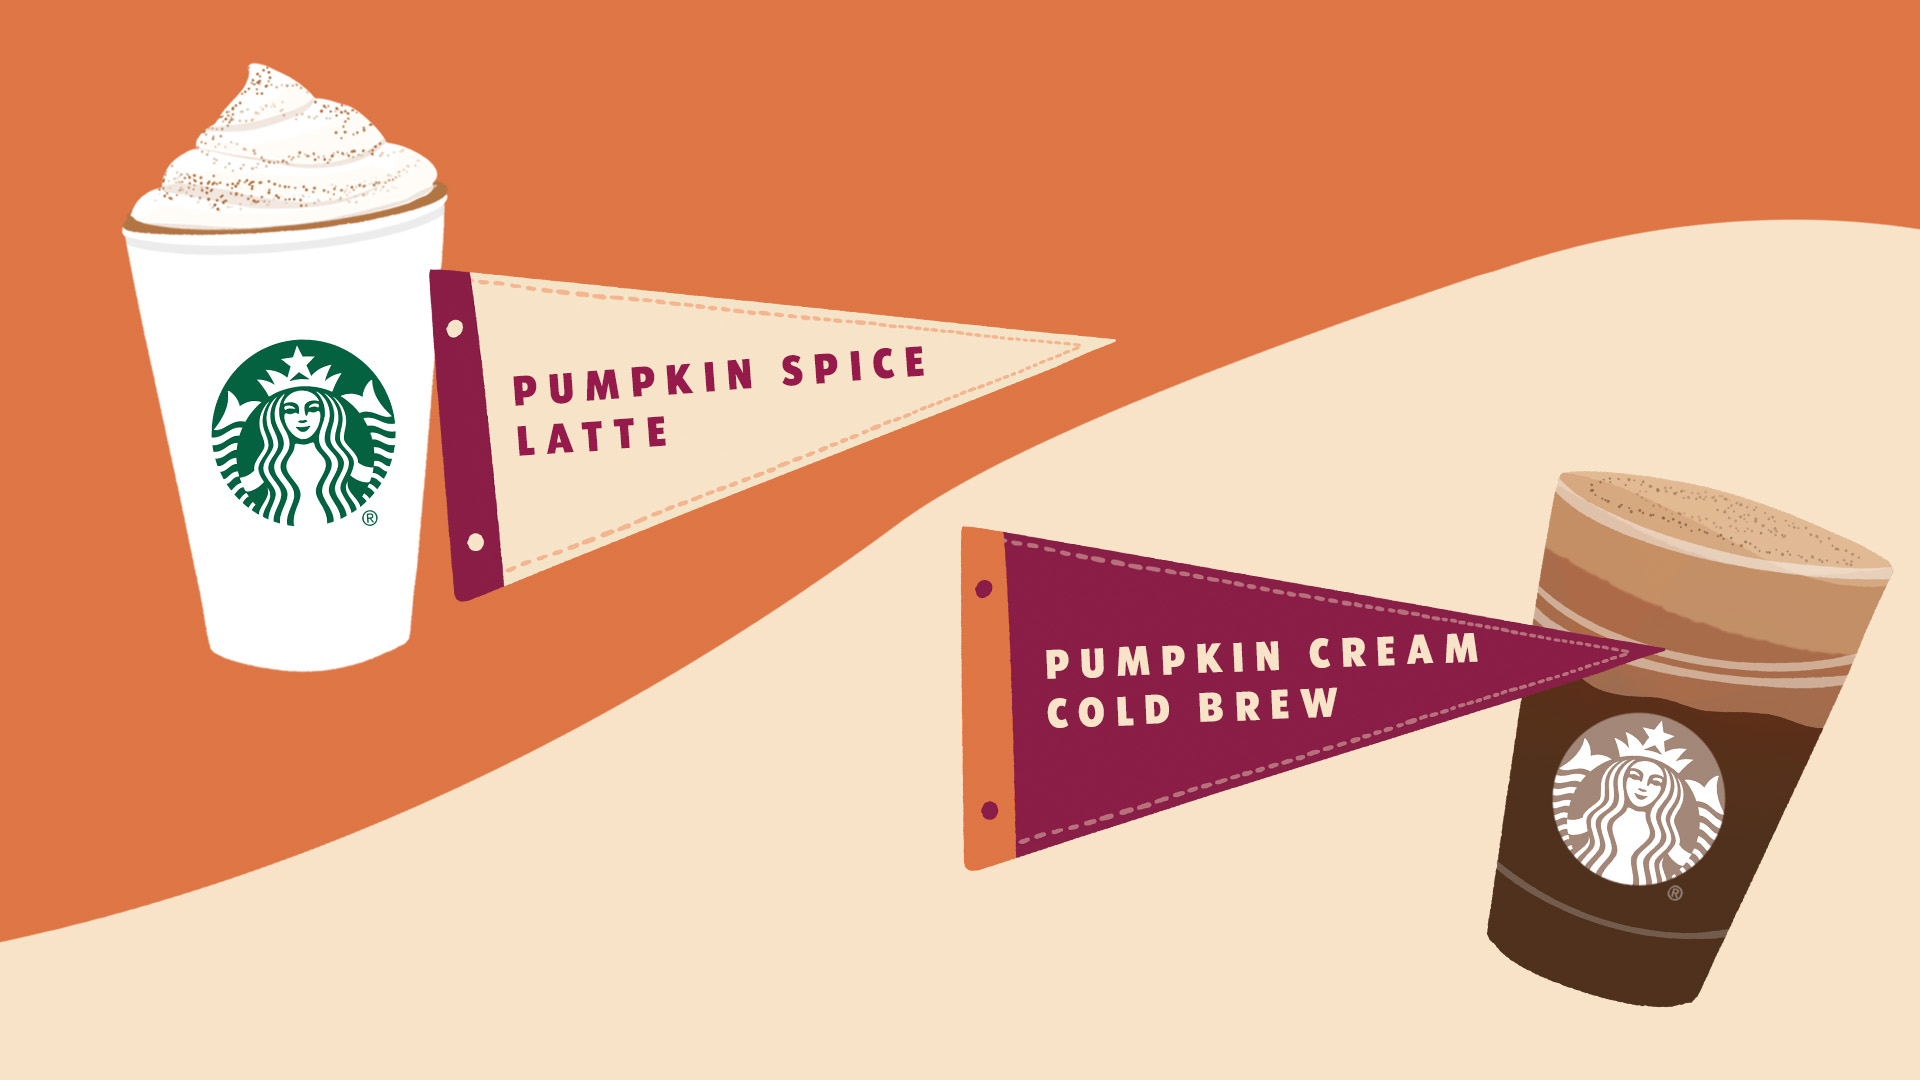 PUMPKIN SPICE
LATTE
®
PUMPKIN CREAM
COLD BREW
®